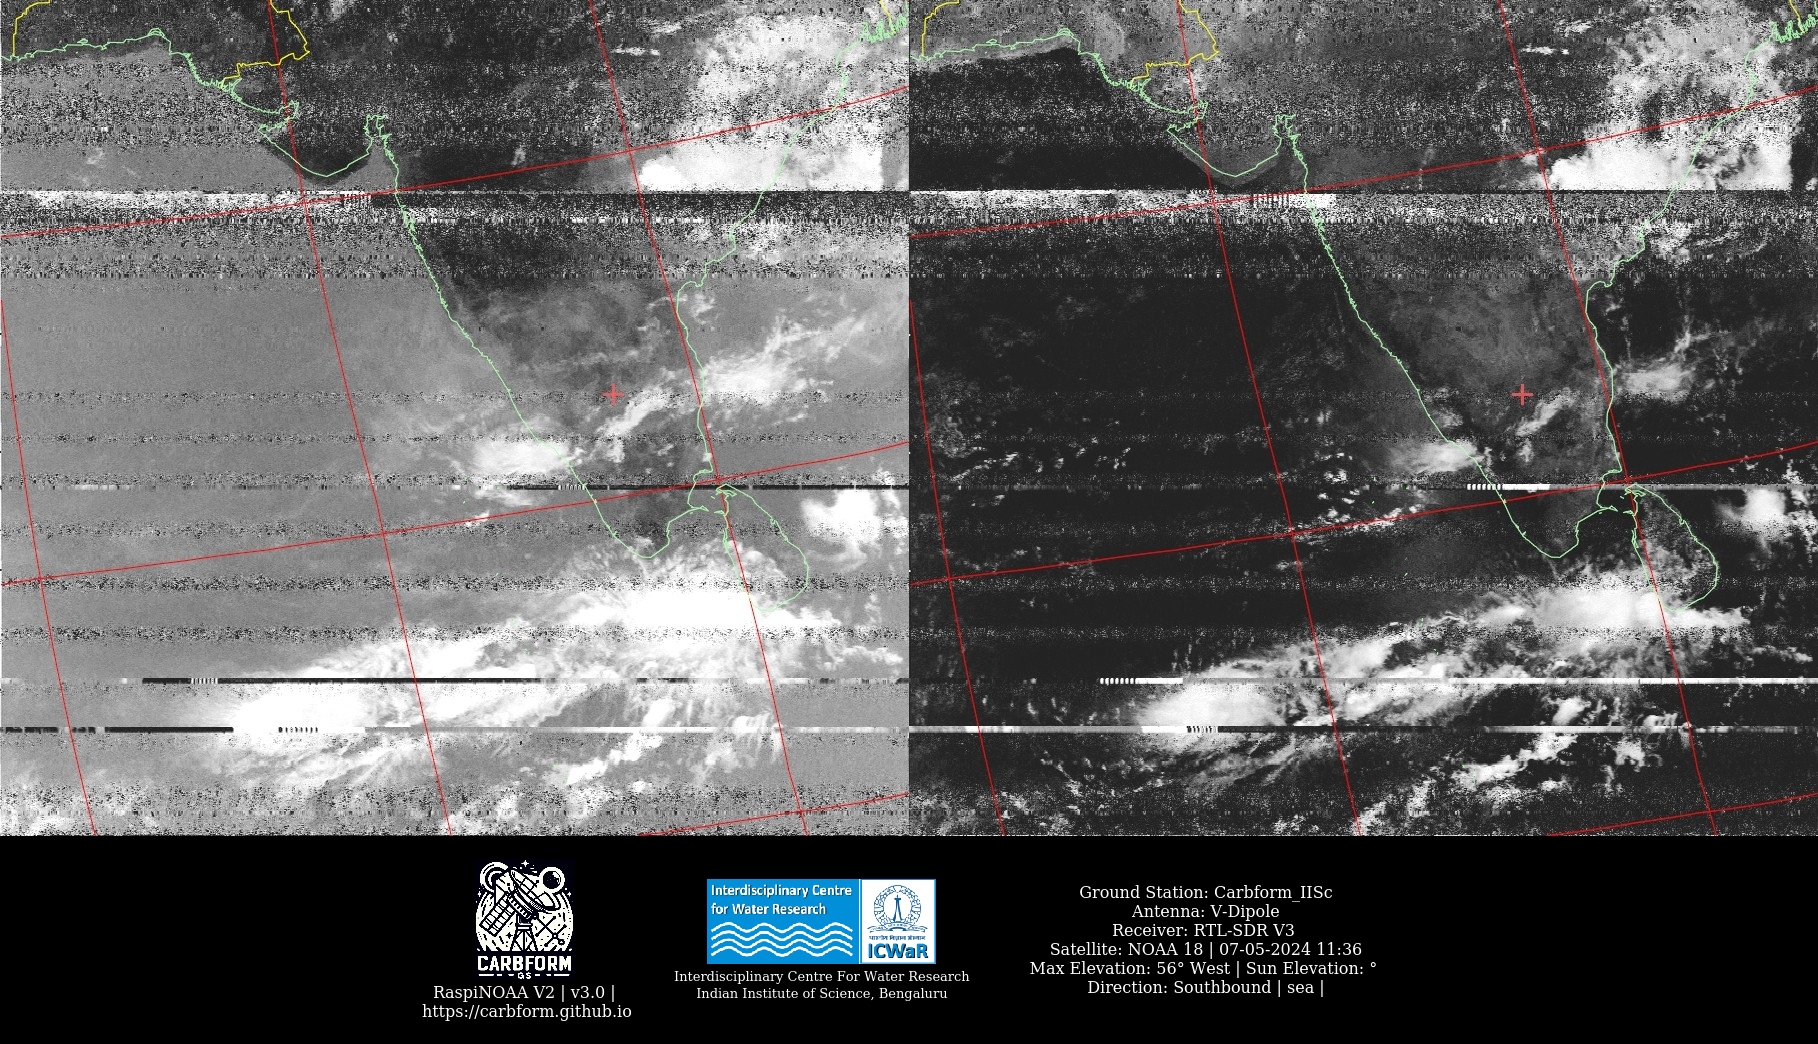 CARBFORM
GS
RaspiNOAA V2 | v3.0 |
https://carbform.github.io
Interdisciplinary Centre
for Water Research
ICWaR
Interdisciplinary Centre For Water Research
Indian Institute of Science, Bengaluru
Ground Station: Carbform_IISc
Antenna: V-Dipole
Receiver: RTL-SDR V3
Satellite: NOAA 18 | 07-05-2024 11:36
Max Elevation: 56° West | Sun Elevation: °
Direction: Southbound | sea |